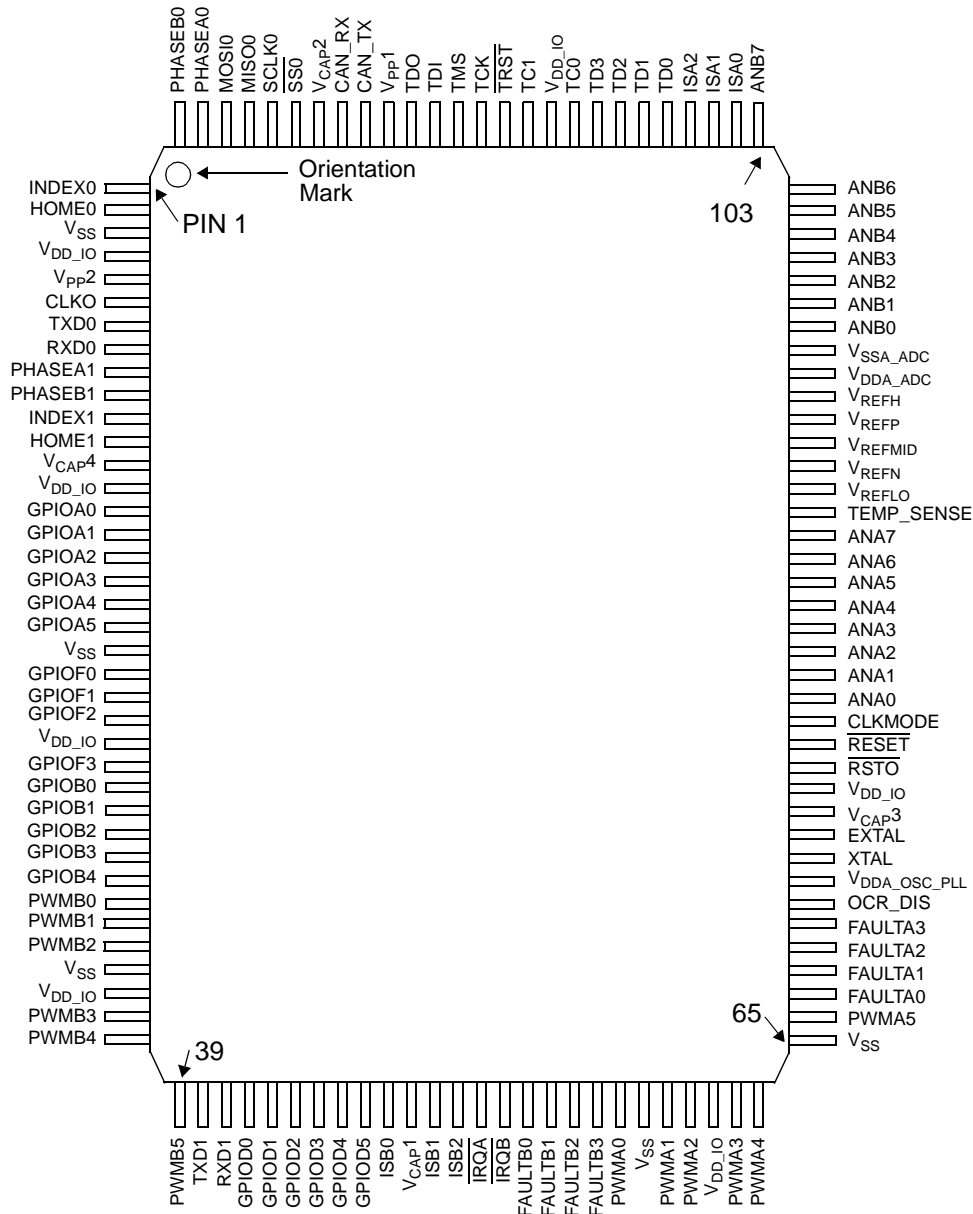 PHASEB0
PHASEA0
MOSI0
MISO0
SCLK0
SS0
VCAP2
CAN_RX
CAN_TX
VPP1
TDO
TDI
TMS
TCK
TRST
TC1
VDD_IO
TC0
TD3
TD2
TD1
TD0
ISA2
ISA1
ISA0
ANB7
Orientation
Mark
PIN 1
103
INDEX0
HOME0
VSS
VDD_IO
VPP2
CLKO
TXD0
RXD0
PHASEA1
PHASEB1
INDEX1
HOME1
VCAP4
VDD_IO
GPIOA0
GPIOA1
GPIOA2
GPIOA3
GPIOA4
GPIOA5
VSS
GPIOF0
GPIOF1
GPIOF2
VDD_IO
GPIOF3
GPIOB0
GPIOB1
GPIOB2
GPIOB3
GPIOB4
PWMB0
PWMB1
PWMB2
VSS
VDD_IO
PWMB3
PWMB4
ANB6
ANB5
ANB4
ANB3
ANB2
ANB1
ANB0
VSSA_ADC
VDDA_ADC
VREFH
VREFP
VREFMID
VREFN
VREFLO
TEMP_SENSE
ANA7
ANA6
ANA5
ANA4
ANA3
ANA2
ANA1
ANA0
CLKMODE
RESET
RSTO
VDD_IO
VCAP3
EXTAL
XTAL
VDDA_OSC_PLL
OCR_DIS
FAULTA3
FAULTA2
FAULTA1
FAULTA0
PWMA5
VSS
39
65
PWMB5
TXD1
RXD1
GPIOD0
GPIOD1
GPIOD2
GPIOD3
GPIOD4
GPIOD5
ISB0
VCAP1
ISB1
ISB2
IRQA
IRQB
FAULTB0
FAULTB1
FAULTB2
FAULTB3
PWMA0
VSS
PWMA1
PWMA2
VDD_IO
PWMA3
PWMA4